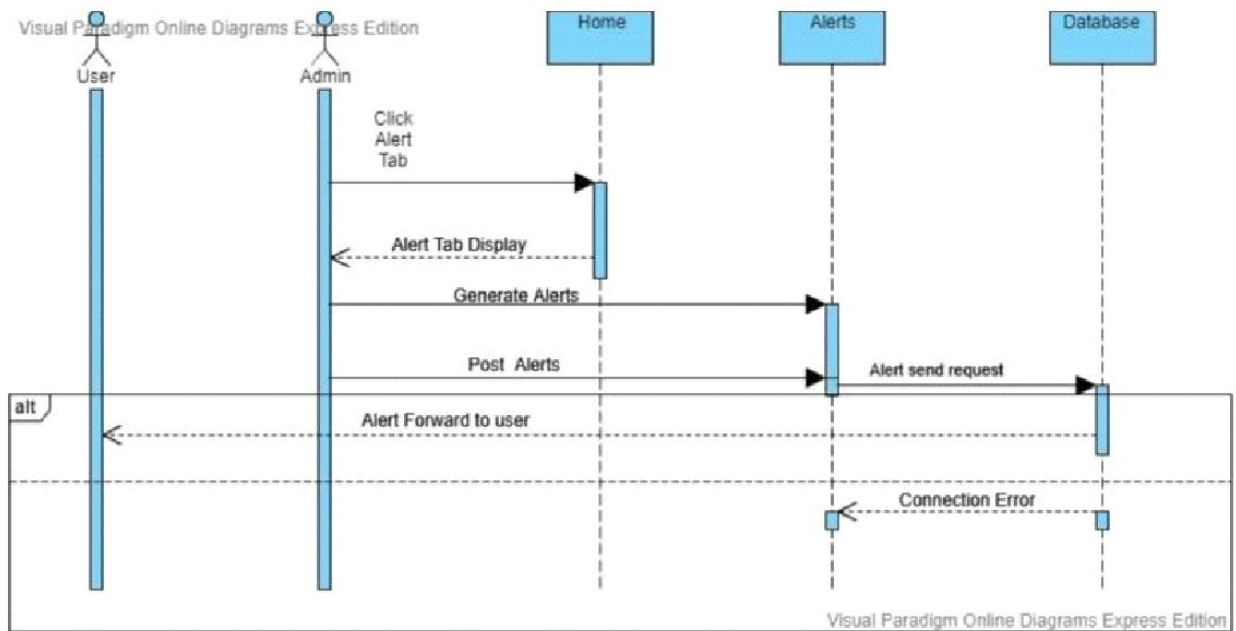 Visual Paradigm Online Diagrams Express Edition
User
Admin
Home
Alerts
Database
Click
Alert
Tab
Alert Tab Display
Generate Alerts
Post Alerts
Alert send request
alt
Alert Forward to user
Connection Error
Visual Paradigm Online Diagrams Express Edition